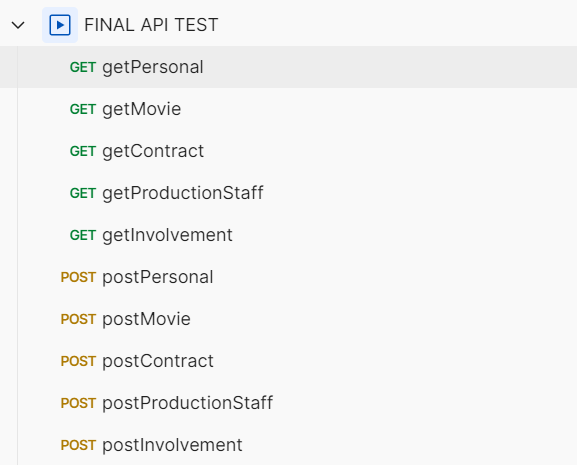 FINAL API TEST
GET getPersonal
GET getMovie
GET getContract
GET getProductionStaff
GET getInvolvement
POST postPersonal
POST postMovie
POST postContract
POST postProductionStaff
POST postInvolvement